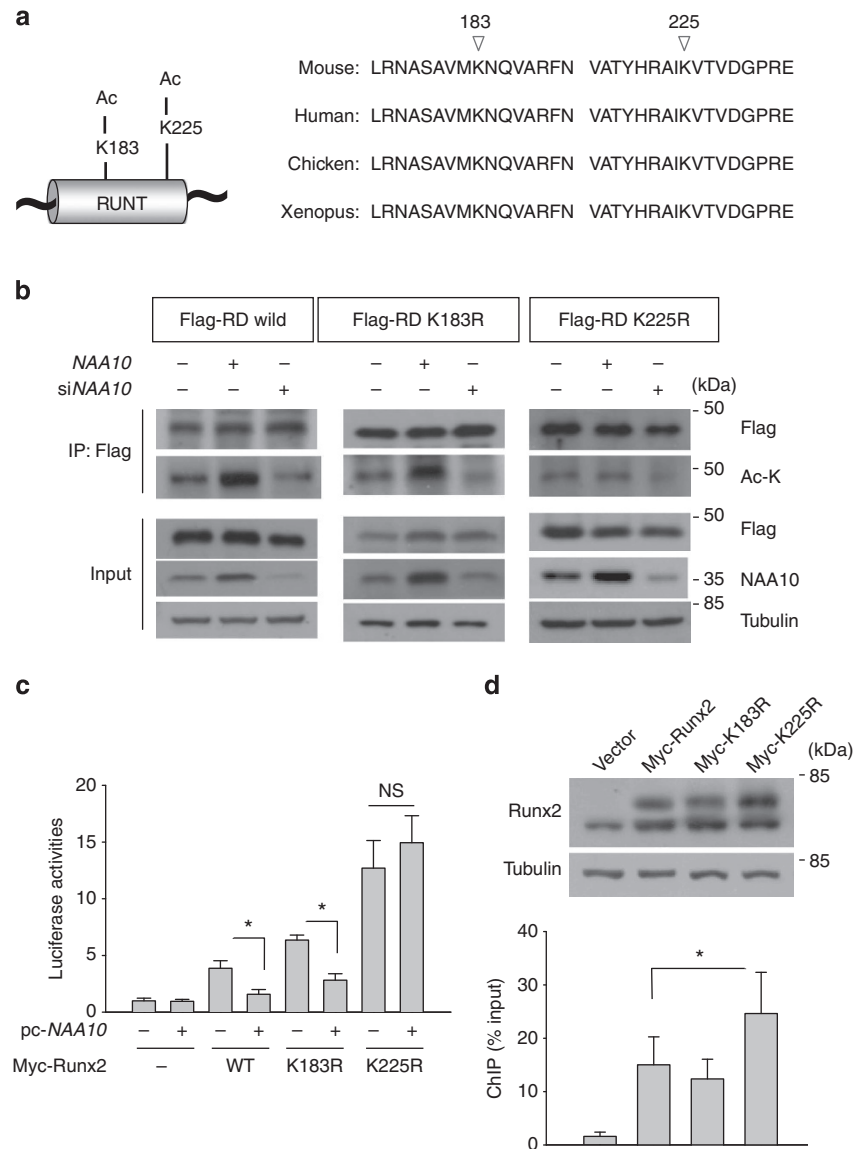 a
183 225
Ac Ac
K183 K225
RUNT
Mouse: LRNASAVMKNQVARFN VATYHRAIKVTVDGPRE
Human: LRNASAVMKNQVARFN VATYHRAIKVTVDGPRE
Chicken: LRNASAVMKNQVARFN VATYHRAIKVTVDGPRE
Xenopus: LRNASAVMKNQVARFN VATYHRAIKVTVDGPRE
b
Flag-RD wild Flag-RD K183R Flag-RD K225R
NAA10 – + – – + – – + –
siNAA10 – – + – – + – – + (kDa)
IP: Flag
- 50
Flag
- 50
Ac-K
Input
- 50
Flag
- 35 NAA10
- 85
Tubulin
c
Luciferase activities
20
15
10
5
0
* * NS
pc-NAA10 – + – + – + – +
Myc-Runx2 – WT K183R K225R
d
Vector Myc-Runx2 Myc-K183R Myc-K225R (kDa)
- 85
Runx2
- 85
Tubulin
ChIP (% input)
40
30
20
10
0
*